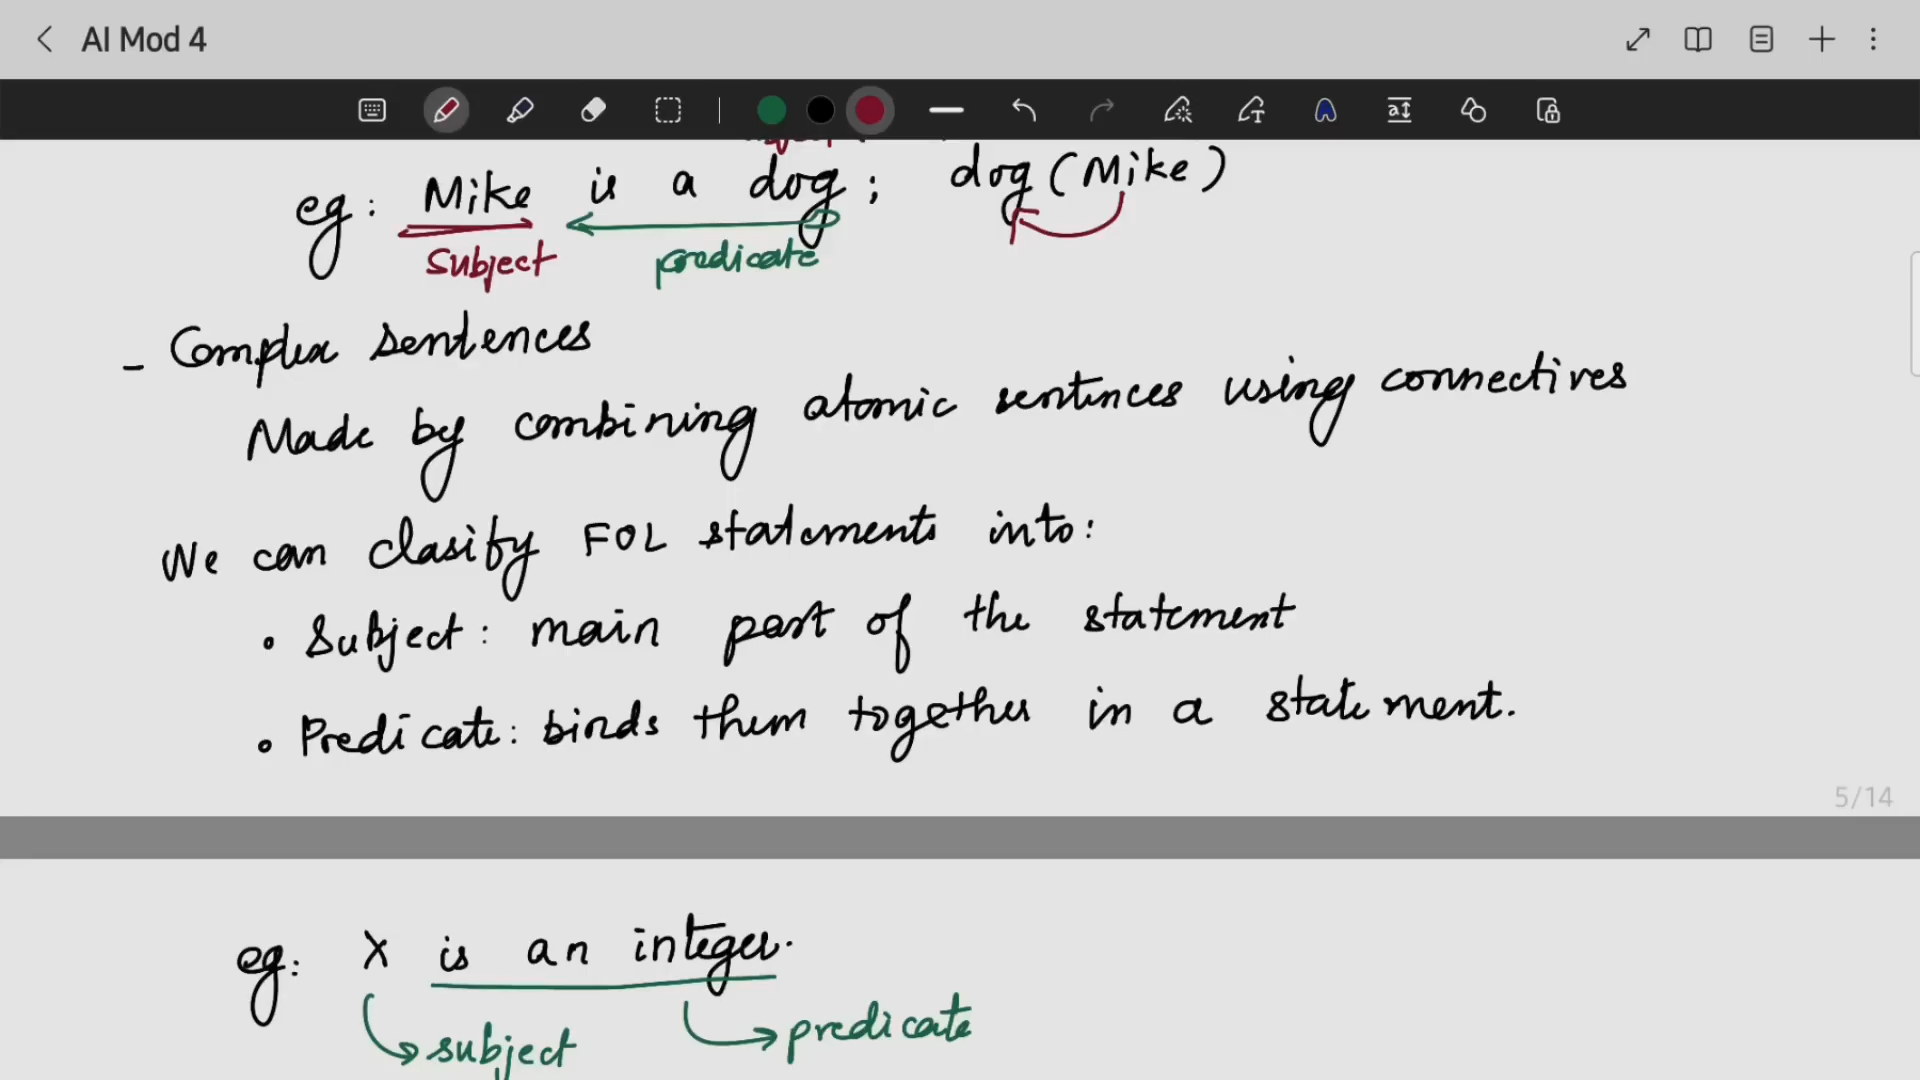 AI Mod 4
eg: Mike is a dog; dog(Mike)
Subject predicate
- Complex sentences
Made by combining atomic sentences using connectives
We can clasify FOL statements into:
• Subject: main part of the statement
• Predicate: binds them together in a statement.
5/14
eg: X is an integer.
subject predicate